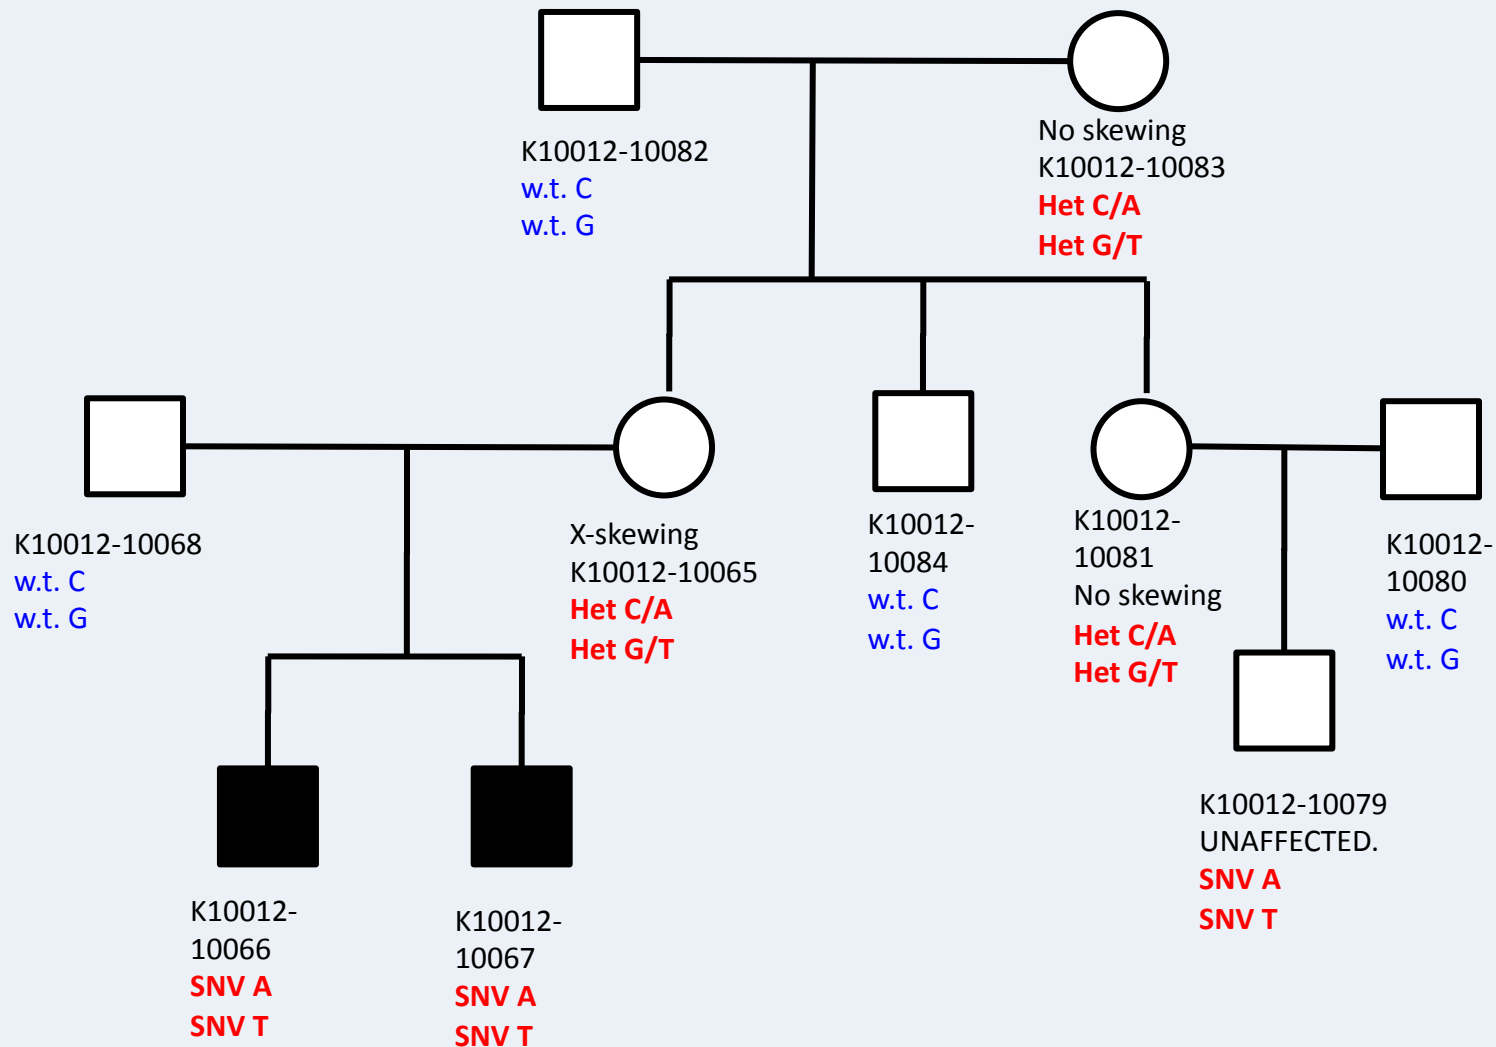 K10012-10082
w.t. C
w.t. G
No skewing
K10012-10083
Het C/A
Het G/T
K10012-10068
w.t. C
w.t. G
X-skewing
K10012-10065
Het C/A
Het G/T
K10012-
10084
w.t. C
w.t. G
K10012-
10081
No skewing
Het C/A
Het G/T
K10012-
10080
w.t. C
w.t. G
K10012-
10066
SNV A
SNV T
K10012-
10067
SNV A
SNV T
K10012-10079
UNAFFECTED.
SNV A
SNV T